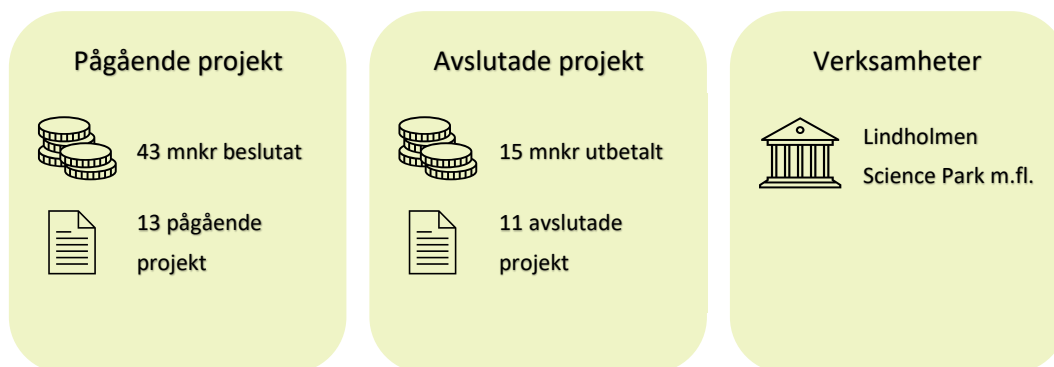 Pågående projekt
43 mnkr beslutat
13 pågående
projekt
Avslutade projekt
15 mnkr utbetalt
11 avslutade
projekt
Verksamheter
Lindholmen
Science Park m.fl.